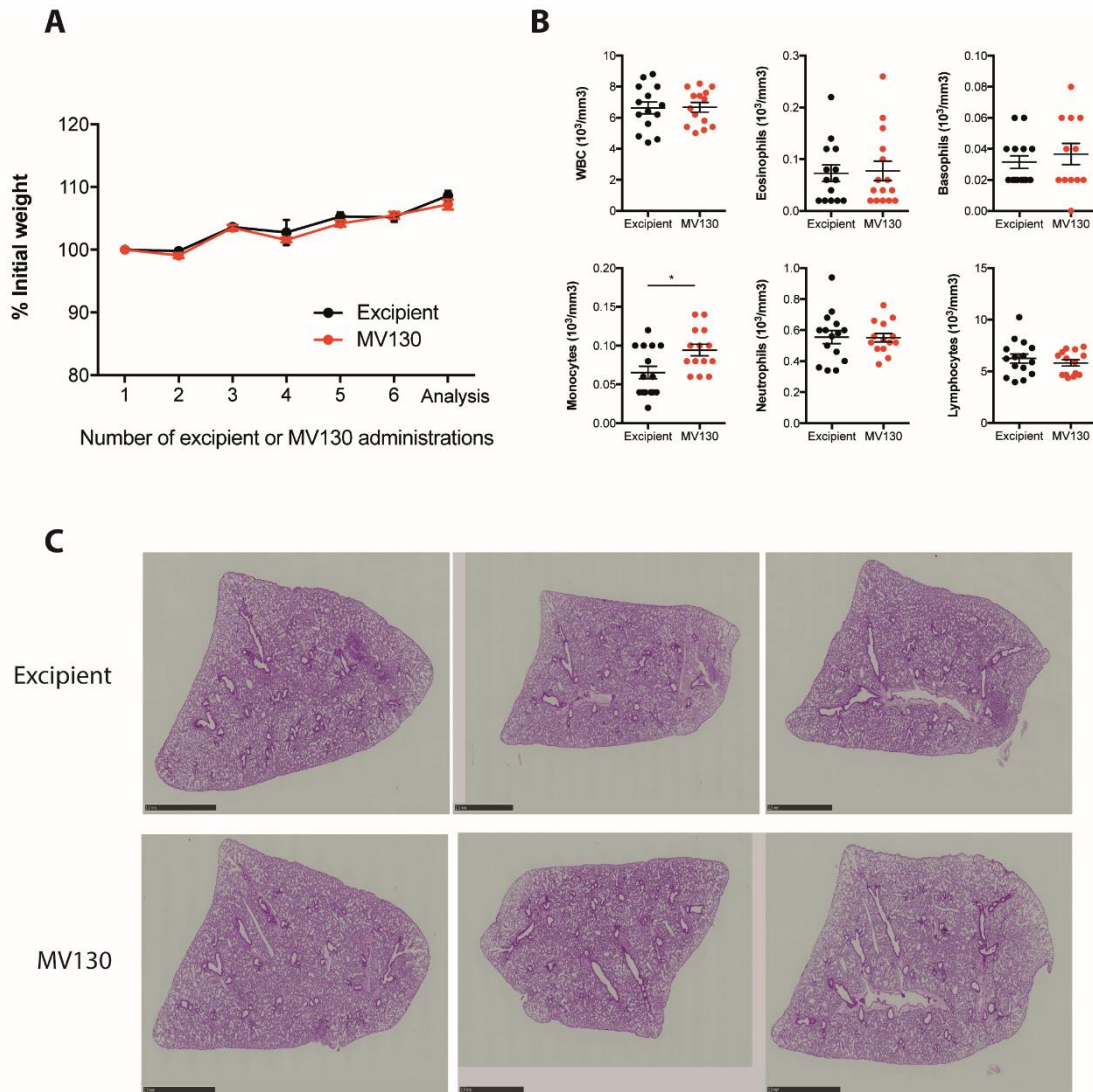 A
120
110
100
90
80
% Initial weight
Excipient
MV130
1 2 3 4 5 6 Analysis
Number of excipient or MV130 administrations
B
10
8
6
4
2
0
WBC (10³/mm3)
Excipient MV130
0.3
0.2
0.1
0.0
Eosinophils (10³/mm3)
Excipient MV130
0.08
0.06
0.04
0.02
0.00
Basophils (10³/mm3)
Excipient MV130
0.20
0.15
0.10
0.05
0.00
Monocytes (10³/mm3)
*
Excipient MV130
1.0
0.8
0.6
0.4
0.2
0.0
Neutrophils (10³/mm3)
Excipient MV130
15
10
5
0
Lymphocytes (10³/mm3)
Excipient MV130
C
Excipient
MV130